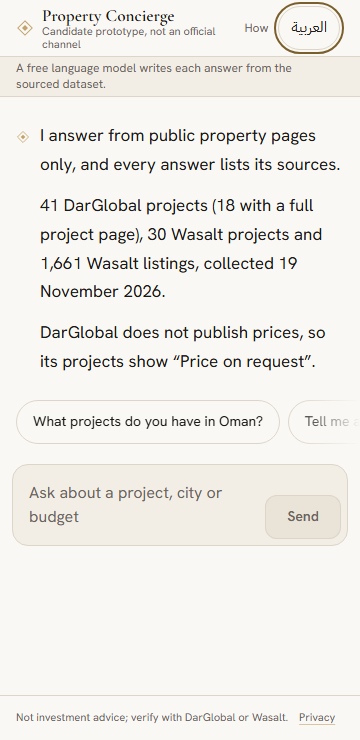 Property Concierge
Candidate prototype, not an official
channel
How
العربية
A free language model writes each answer from the
sourced dataset.
I answer from public property pages
only, and every answer lists its sources.
41 DarGlobal projects (18 with a full
project page), 30 Wasalt projects and
1,661 Wasalt listings, collected 19
November 2026.
DarGlobal does not publish prices, so
its projects show “Price on request”.
What projects do you have in Oman?
Tell me
Ask about a project, city or
budget
Send
Not investment advice; verify with DarGlobal or Wasalt.
Privacy